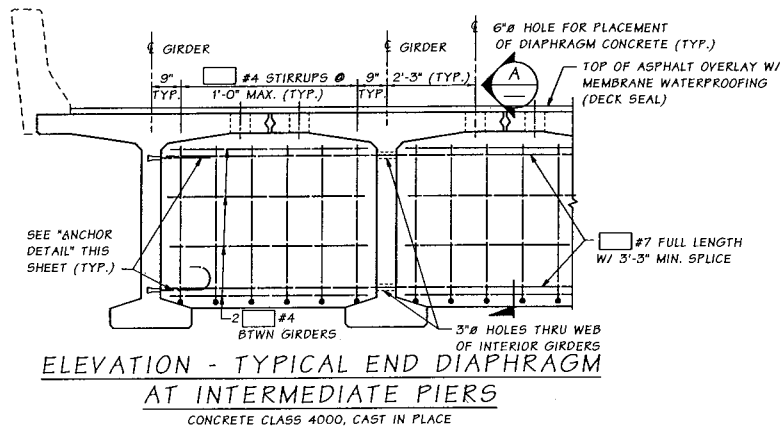 ℄ GIRDER
℄ GIRDER
℄
6"ø HOLE FOR PLACEMENT
OF DIAPHRAGM CONCRETE (TYP.)
9"
TYP.
#4 STIRRUPS @
1'-0" MAX. (TYP.)
9"
TYP.
2'-3" (TYP.)
A
TOP OF ASPHALT OVERLAY W/
MEMBRANE WATERPROOFING
(DECK SEAL)
SEE "ANCHOR
DETAIL" THIS
SHEET (TYP.)
#7 FULL LENGTH
W/ 3'-3" MIN. SPLICE
2 #4
BTWN GIRDERS
3"ø HOLES THRU WEB
OF INTERIOR GIRDERS
ELEVATION - TYPICAL END DIAPHRAGM
AT INTERMEDIATE PIERS
CONCRETE CLASS 4000, CAST IN PLACE